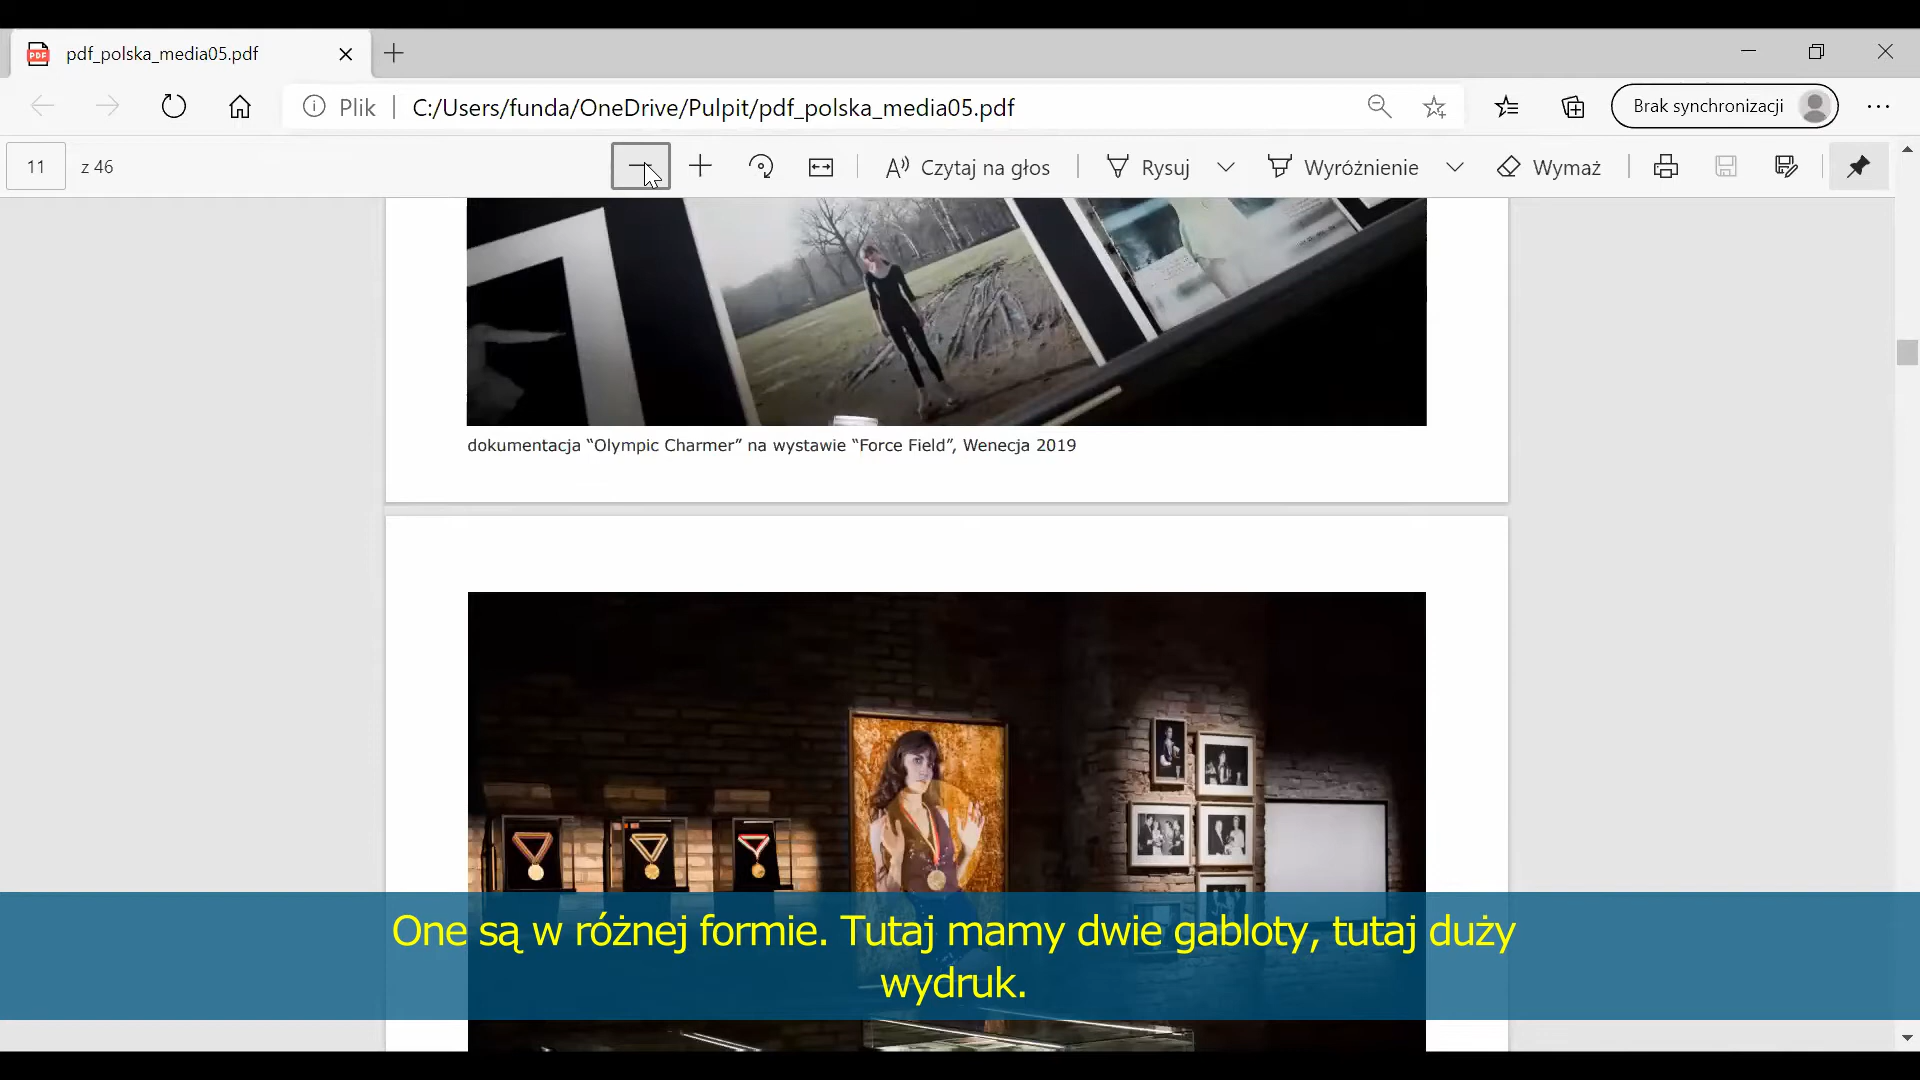 pdf_polska_media05.pdf
Plik
C:/Users/funda/OneDrive/Pulpit/pdf_polska_media05.pdf
Brak synchronizacji
11 z 46
Czytaj na głos
Rysuj
Wyróżnienie
Wymaż
dokumentacja “Olympic Charmer” na wystawie “Force Field”, Wenecja 2019
One są w różnej formie. Tutaj mamy dwie gabloty, tutaj duży
wydruk.